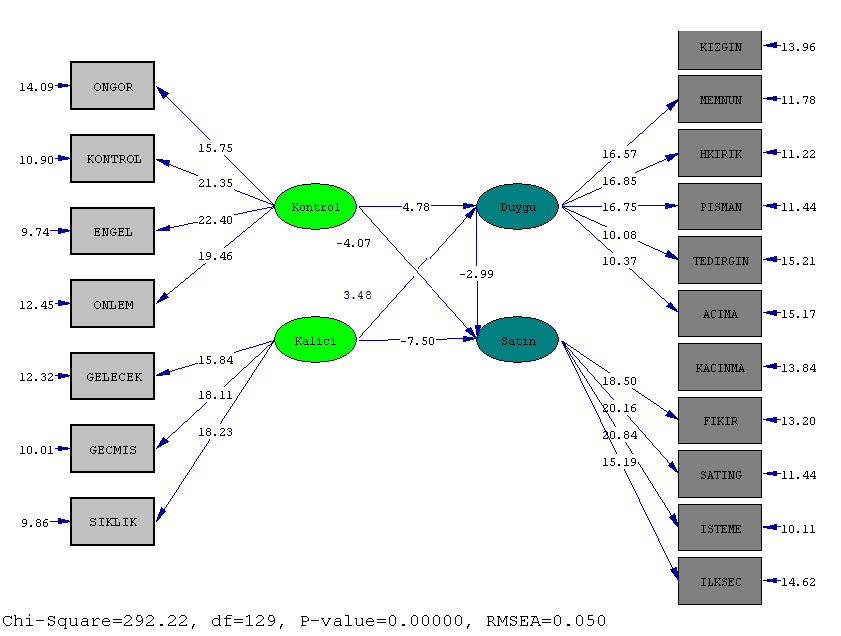 KIZGIN
13.96
14.09
ONGOR
MEMNUN
11.78
15.75
10.90
KONTROL
16.57
HKIRIK
11.22
21.35
16.85
Kontrol
4.78
Duygu
16.75
PISMAN
11.44
9.74
ENGEL
22.40
-4.07
10.08
TEDIRGIN
15.21
19.46
10.37
-2.99
12.45
ONLEM
3.48
ACIMA
15.17
Kalici
-7.50
Satin
15.84
12.32
GELECEK
KACINMA
13.84
18.50
18.11
20.16
FIKIR
13.20
18.23
20.84
10.01
GECMIS
15.19
SATING
11.44
9.86
SIKLIK
ISTEME
10.11
ILKSEC
14.62
Chi-Square=292.22, df=129, P-value=0.00000, RMSEA=0.050